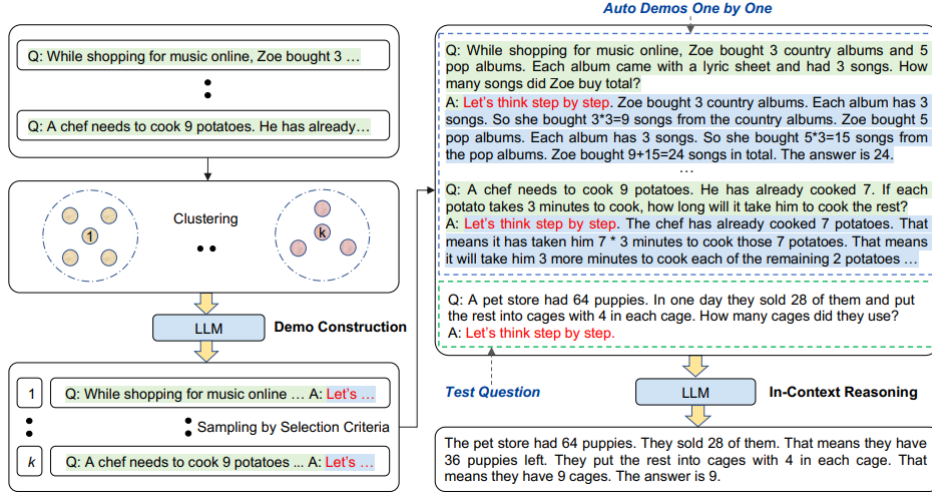 Q: While shopping for music online, Zoe bought 3 …
Q: A chef needs to cook 9 potatoes. He has already…
Clustering
1
k
LLM
Demo Construction
1
Q: While shopping for music online … A: Let's …
Sampling by Selection Criteria
k
Q: A chef needs to cook 9 potatoes ... A: Let's …
Auto Demos One by One
Q: While shopping for music online, Zoe bought 3 country albums and 5
pop albums. Each album came with a lyric sheet and had 3 songs. How
many songs did Zoe buy total?
A: Let's think step by step. Zoe bought 3 country albums. Each album has 3
songs. So she bought 3*3=9 songs from the country albums. Zoe bought 5
pop albums. Each album has 3 songs. So she bought 5*3=15 songs from
the pop albums. Zoe bought 9+15=24 songs in total. The answer is 24.
…
Q: A chef needs to cook 9 potatoes. He has already cooked 7. If each
potato takes 3 minutes to cook, how long will it take him to cook the rest?
A: Let's think step by step. The chef has already cooked 7 potatoes. That
means it has taken him 7 * 3 minutes to cook those 7 potatoes. That means
it will take him 3 more minutes to cook each of the remaining 2 potatoes …
Q: A pet store had 64 puppies. In one day they sold 28 of them and put
the rest into cages with 4 in each cage. How many cages did they use?
A: Let's think step by step.
Test Question
LLM
In-Context Reasoning
The pet store had 64 puppies. They sold 28 of them. That means they have
36 puppies left. They put the rest into cages with 4 in each cage. That
means they have 9 cages. The answer is 9.